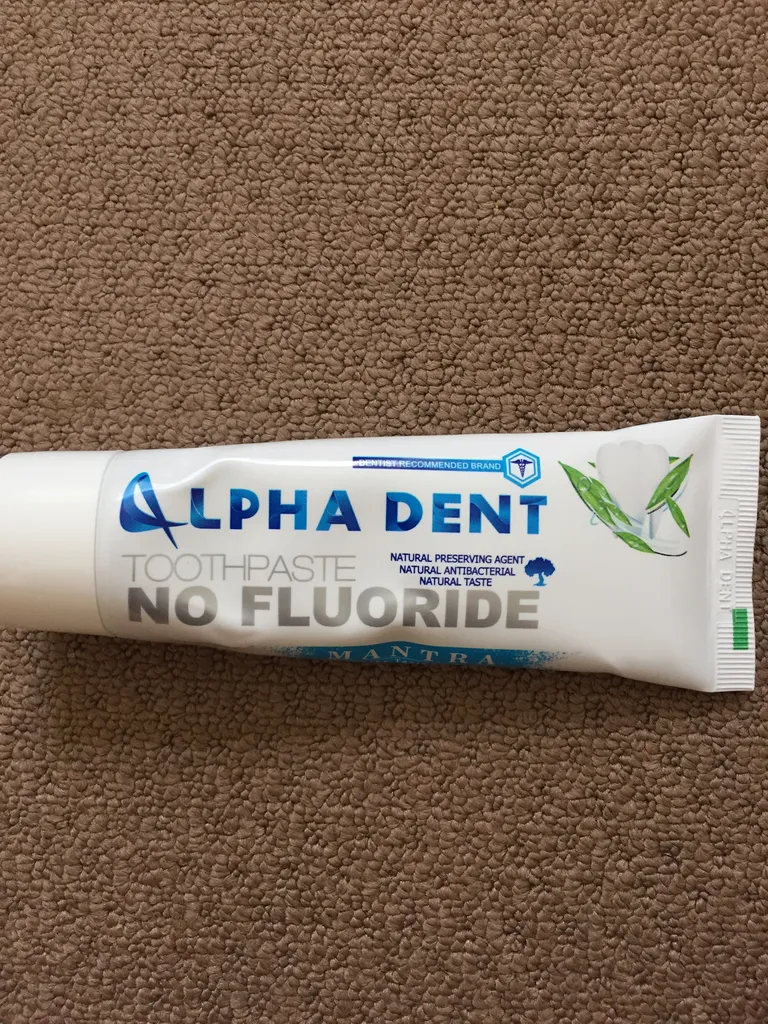 DENTIST RECOMMENDED BRAND
ALPHA DENT
TOOTHPASTE
NATURAL PRESERVING AGENT
NATURAL ANTIBACTERIAL
NATURAL TASTE
NO FLUORIDE
MANTRA
ALPHA DENT